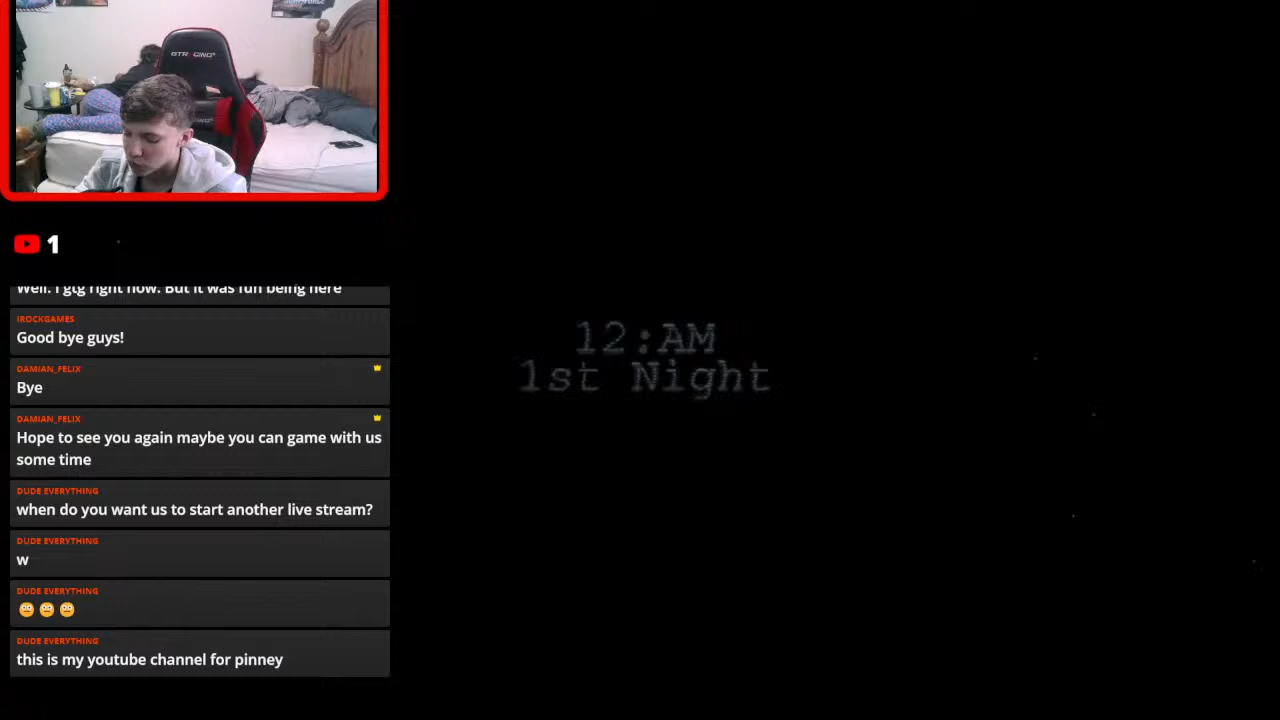 GTRACING
1
Well. I gtg right now. But it was fun being here
IROCKGAMES
Good bye guys!
DAMIAN_FELIX
Bye
DAMIAN_FELIX
Hope to see you again maybe you can game with us
some time
DUDE EVERYTHING
when do you want us to start another live stream?
DUDE EVERYTHING
w
DUDE EVERYTHING
😳 😳 😳
DUDE EVERYTHING
this is my youtube channel for pinney
12:AM
1st Night